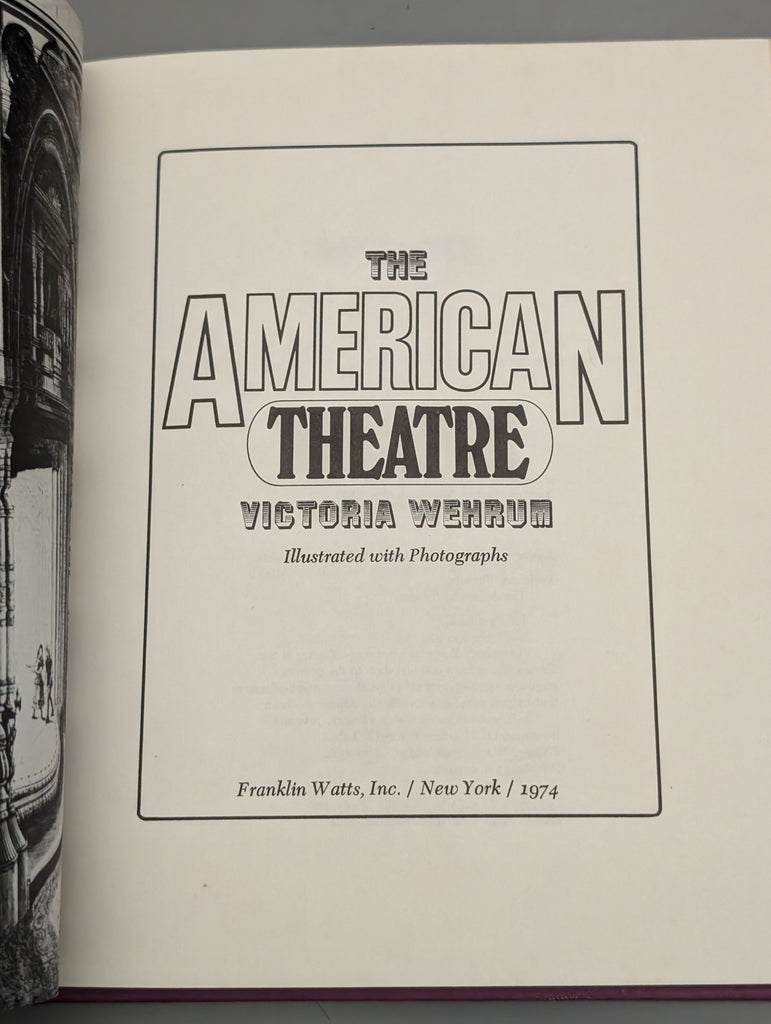 THE
AMERICAN
THEATRE
VICTORIA WEHRUM
Illustrated with Photographs
Franklin Watts, Inc. / New York / 1974